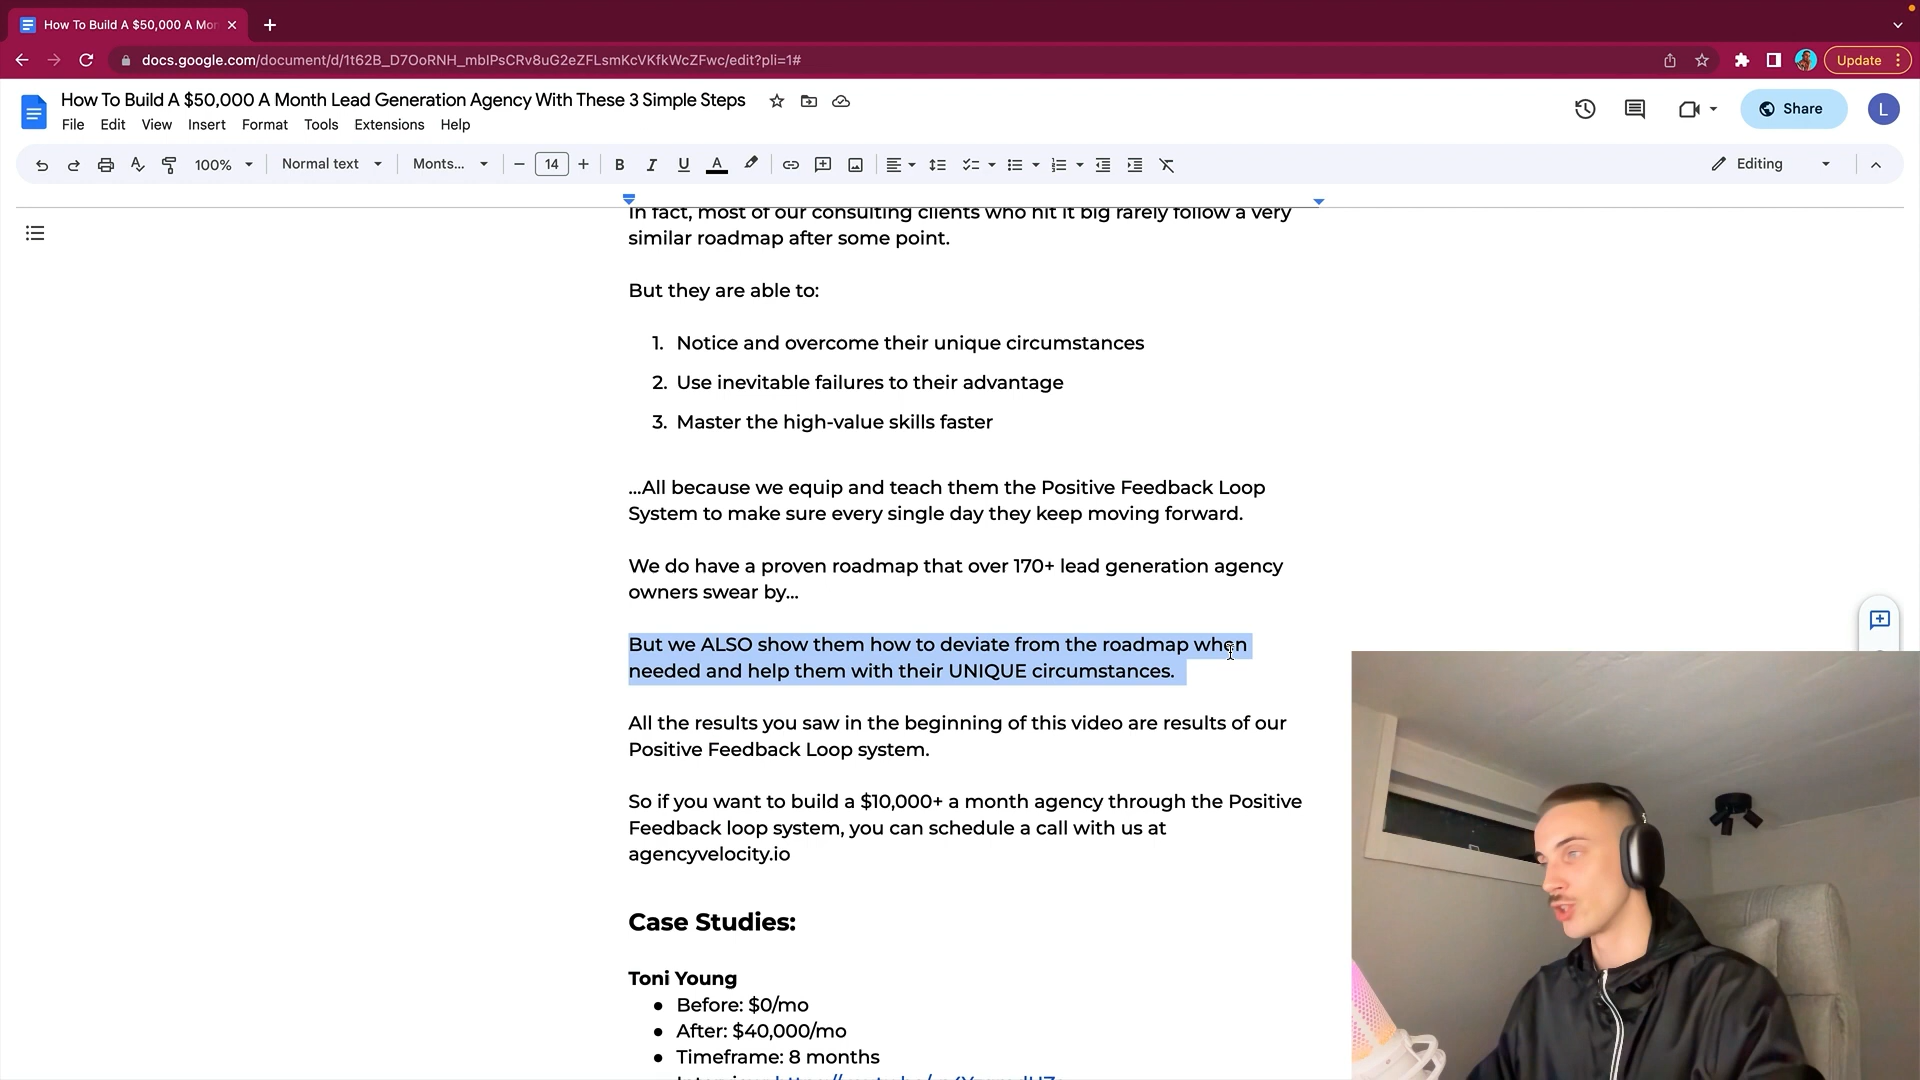 How To Build A $50,000 A Mon
docs.google.com/document/d/1t62B_D7OoRNH_mbIPsCRv8uG2eZFLsmKcVKfkWcZFwc/edit?pli=1#
Update
How To Build A $50,000 A Month Lead Generation Agency With These 3 Simple Steps
Share
L
File Edit View Insert Format Tools Extensions Help
100% Normal text Monts... 14 B I U A Editing
In fact, most of our consulting clients who hit it big rarely follow a very
similar roadmap after some point.
But they are able to:
1. Notice and overcome their unique circumstances
2. Use inevitable failures to their advantage
3. Master the high-value skills faster
...All because we equip and teach them the Positive Feedback Loop
System to make sure every single day they keep moving forward.
We do have a proven roadmap that over 170+ lead generation agency
owners swear by...
But we ALSO show them how to deviate from the roadmap when
needed and help them with their UNIQUE circumstances.
All the results you saw in the beginning of this video are results of our
Positive Feedback Loop system.
So if you want to build a $10,000+ a month agency through the Positive
Feedback loop system, you can schedule a call with us at
agencyvelocity.io
Case Studies:
Toni Young
● Before: $0/mo
● After: $40,000/mo
● Timeframe: 8 months